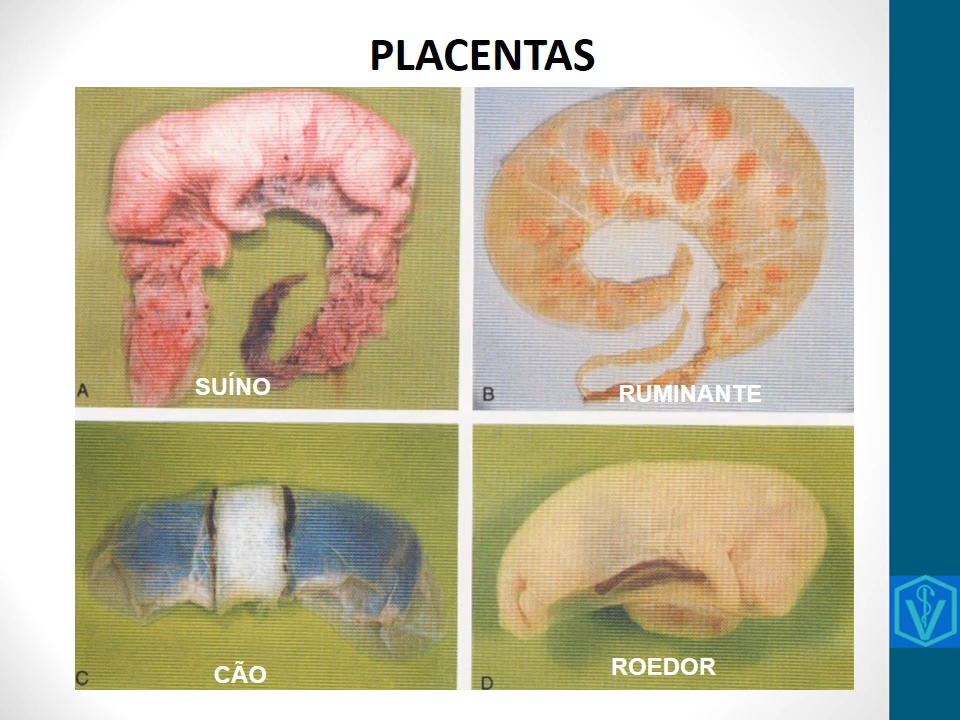 PLACENTAS
A
SUÍNO
B
RUMINANTE
C
CÃO
D
ROEDOR
V